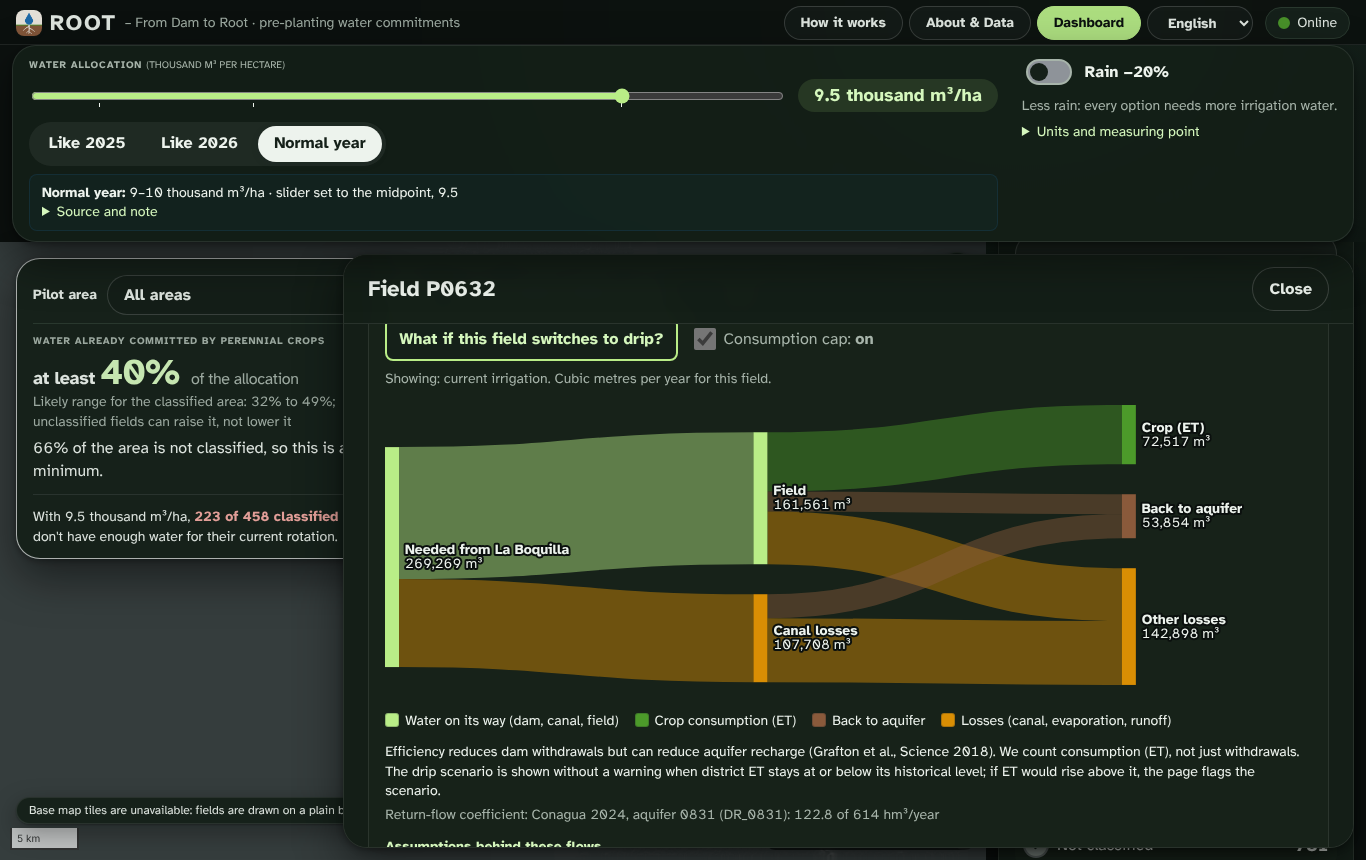 ROOT – From Dam to Root · pre-planting water commitments
How it works
About & Data
Dashboard
English
Online
WATER ALLOCATION (THOUSAND M³ PER HECTARE)
9.5 thousand m³/ha
Like 2025
Like 2026
Normal year
Normal year: 9–10 thousand m³/ha · slider set to the midpoint, 9.5
Source and note
Rain −20%
Less rain: every option needs more irrigation water.
Units and measuring point
Pilot area
All areas
WATER ALREADY COMMITTED BY PERENNIAL CROPS
at least 40% of the allocation
Likely range for the classified area: 32% to 49%;
unclassified fields can raise it, not lower it
66% of the area is not classified, so this is a
minimum.
With 9.5 thousand m³/ha, 223 of 458 classified
don't have enough water for their current rotation.
Base map tiles are unavailable: fields are drawn on a plain
5 km
Field P0632
Close
What if this field switches to drip?
Consumption cap: on
Showing: current irrigation. Cubic metres per year for this field.
Crop (ET)
72,517 m³
Field
161,561 m³
Back to aquifer
53,854 m³
Needed from La Boquilla
269,269 m³
Other losses
142,898 m³
Canal losses
107,708 m³
Water on its way (dam, canal, field)
Crop consumption (ET)
Back to aquifer
Losses (canal, evaporation, runoff)
Efficiency reduces dam withdrawals but can reduce aquifer recharge (Grafton et al., Science 2018). We count consumption (ET), not just withdrawals.
The drip scenario is shown without a warning when district ET stays at or below its historical level; if ET would rise above it, the page flags the
scenario.
Return-flow coefficient: Conagua 2024, aquifer 0831 (DR_0831): 122.8 of 614 hm³/year
Assumptions behind these flows
Not classified